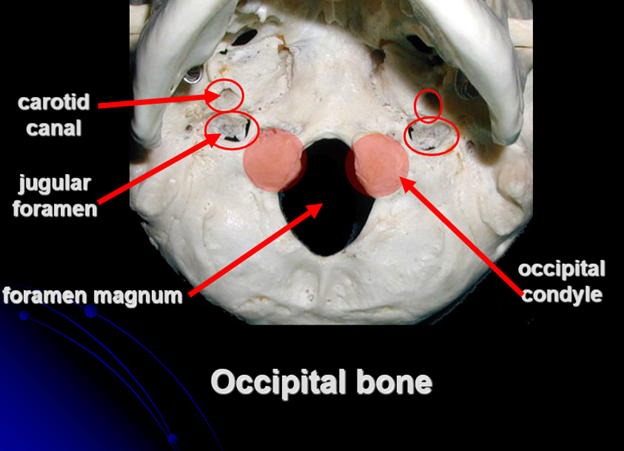 carotid
canal
jugular
foramen
foramen magnum
occipital
condyle
Occipital bone